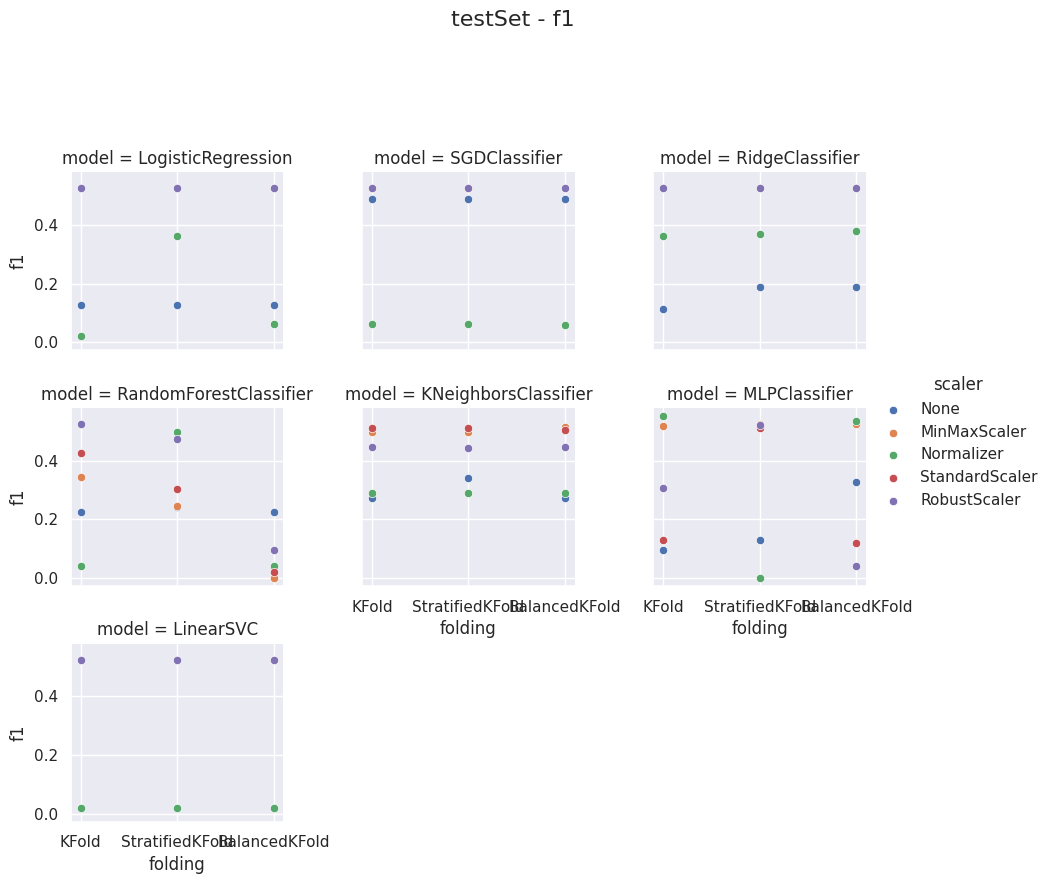 testSet - f1
model = LogisticRegression
model = SGDClassifier
model = RidgeClassifier
f1
0.4
0.2
0.0
model = RandomForestClassifier
model = KNeighborsClassifier
model = MLPClassifier
f1
0.4
0.2
0.0
KFold
StratifiedKFold
BalancedKFold
folding
KFold
StratifiedKFold
BalancedKFold
folding
scaler
None
MinMaxScaler
Normalizer
StandardScaler
RobustScaler
model = LinearSVC
f1
0.4
0.2
0.0
KFold
StratifiedKFold
BalancedKFold
folding